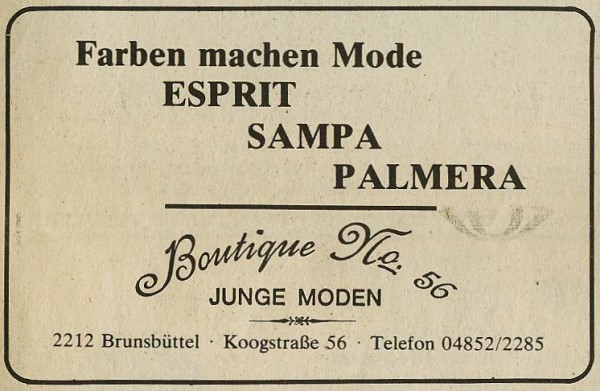 Farben machen Mode
ESPRIT
SAMPA
PALMERA
Boutique No. 56
JUNGE MODEN
2212 Brunsbüttel · Koogstraße 56 · Telefon 04852/2285